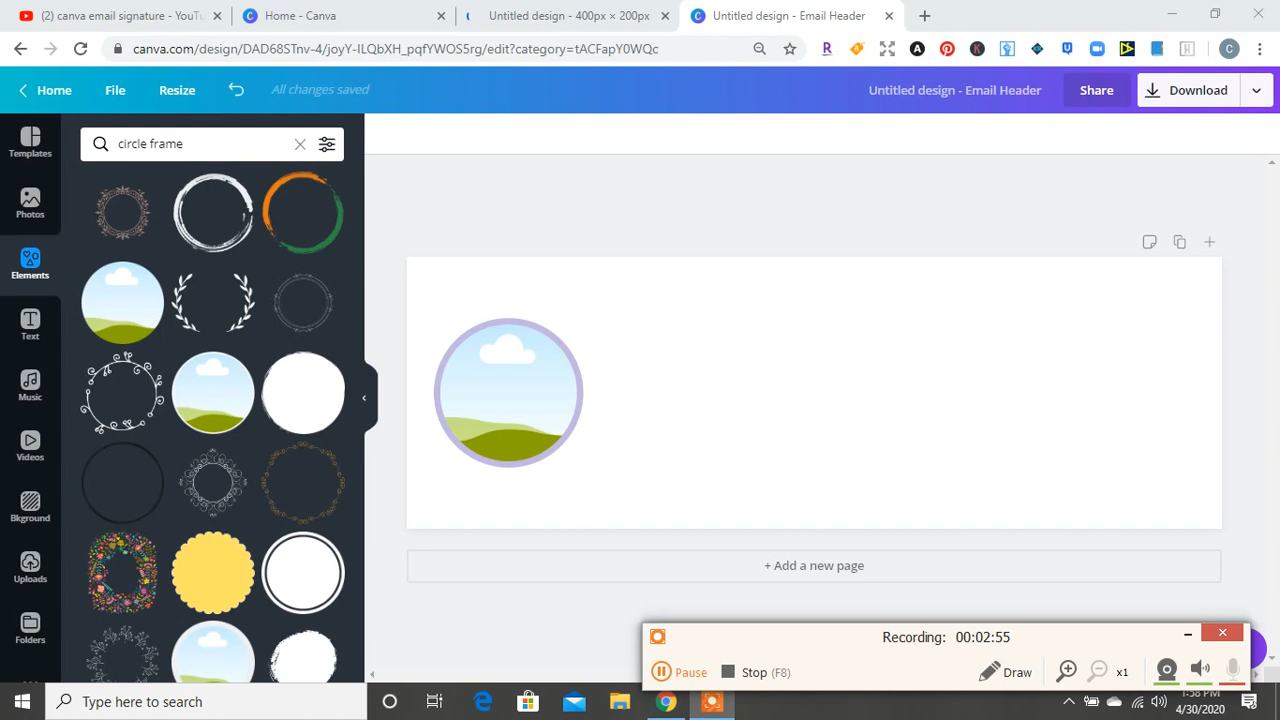 (2) canva email signature - YouTu
Home - Canva
Untitled design - 400px × 200px
Untitled design - Email Header
canva.com/design/DAD68STnv-4/joyY-ILQbXH_pqfYWOS5rg/edit?category=tACFapY0WQc
Home
File
Resize
All changes saved
Untitled design - Email Header
Share
Download
Templates
circle frame
Photos
Elements
Text
Music
Videos
Bkground
Uploads
Folders
+ Add a new page
Recording: 00:02:55
Pause
Stop (F8)
Draw
x1
Type here to search
1:58 PM
4/30/2020